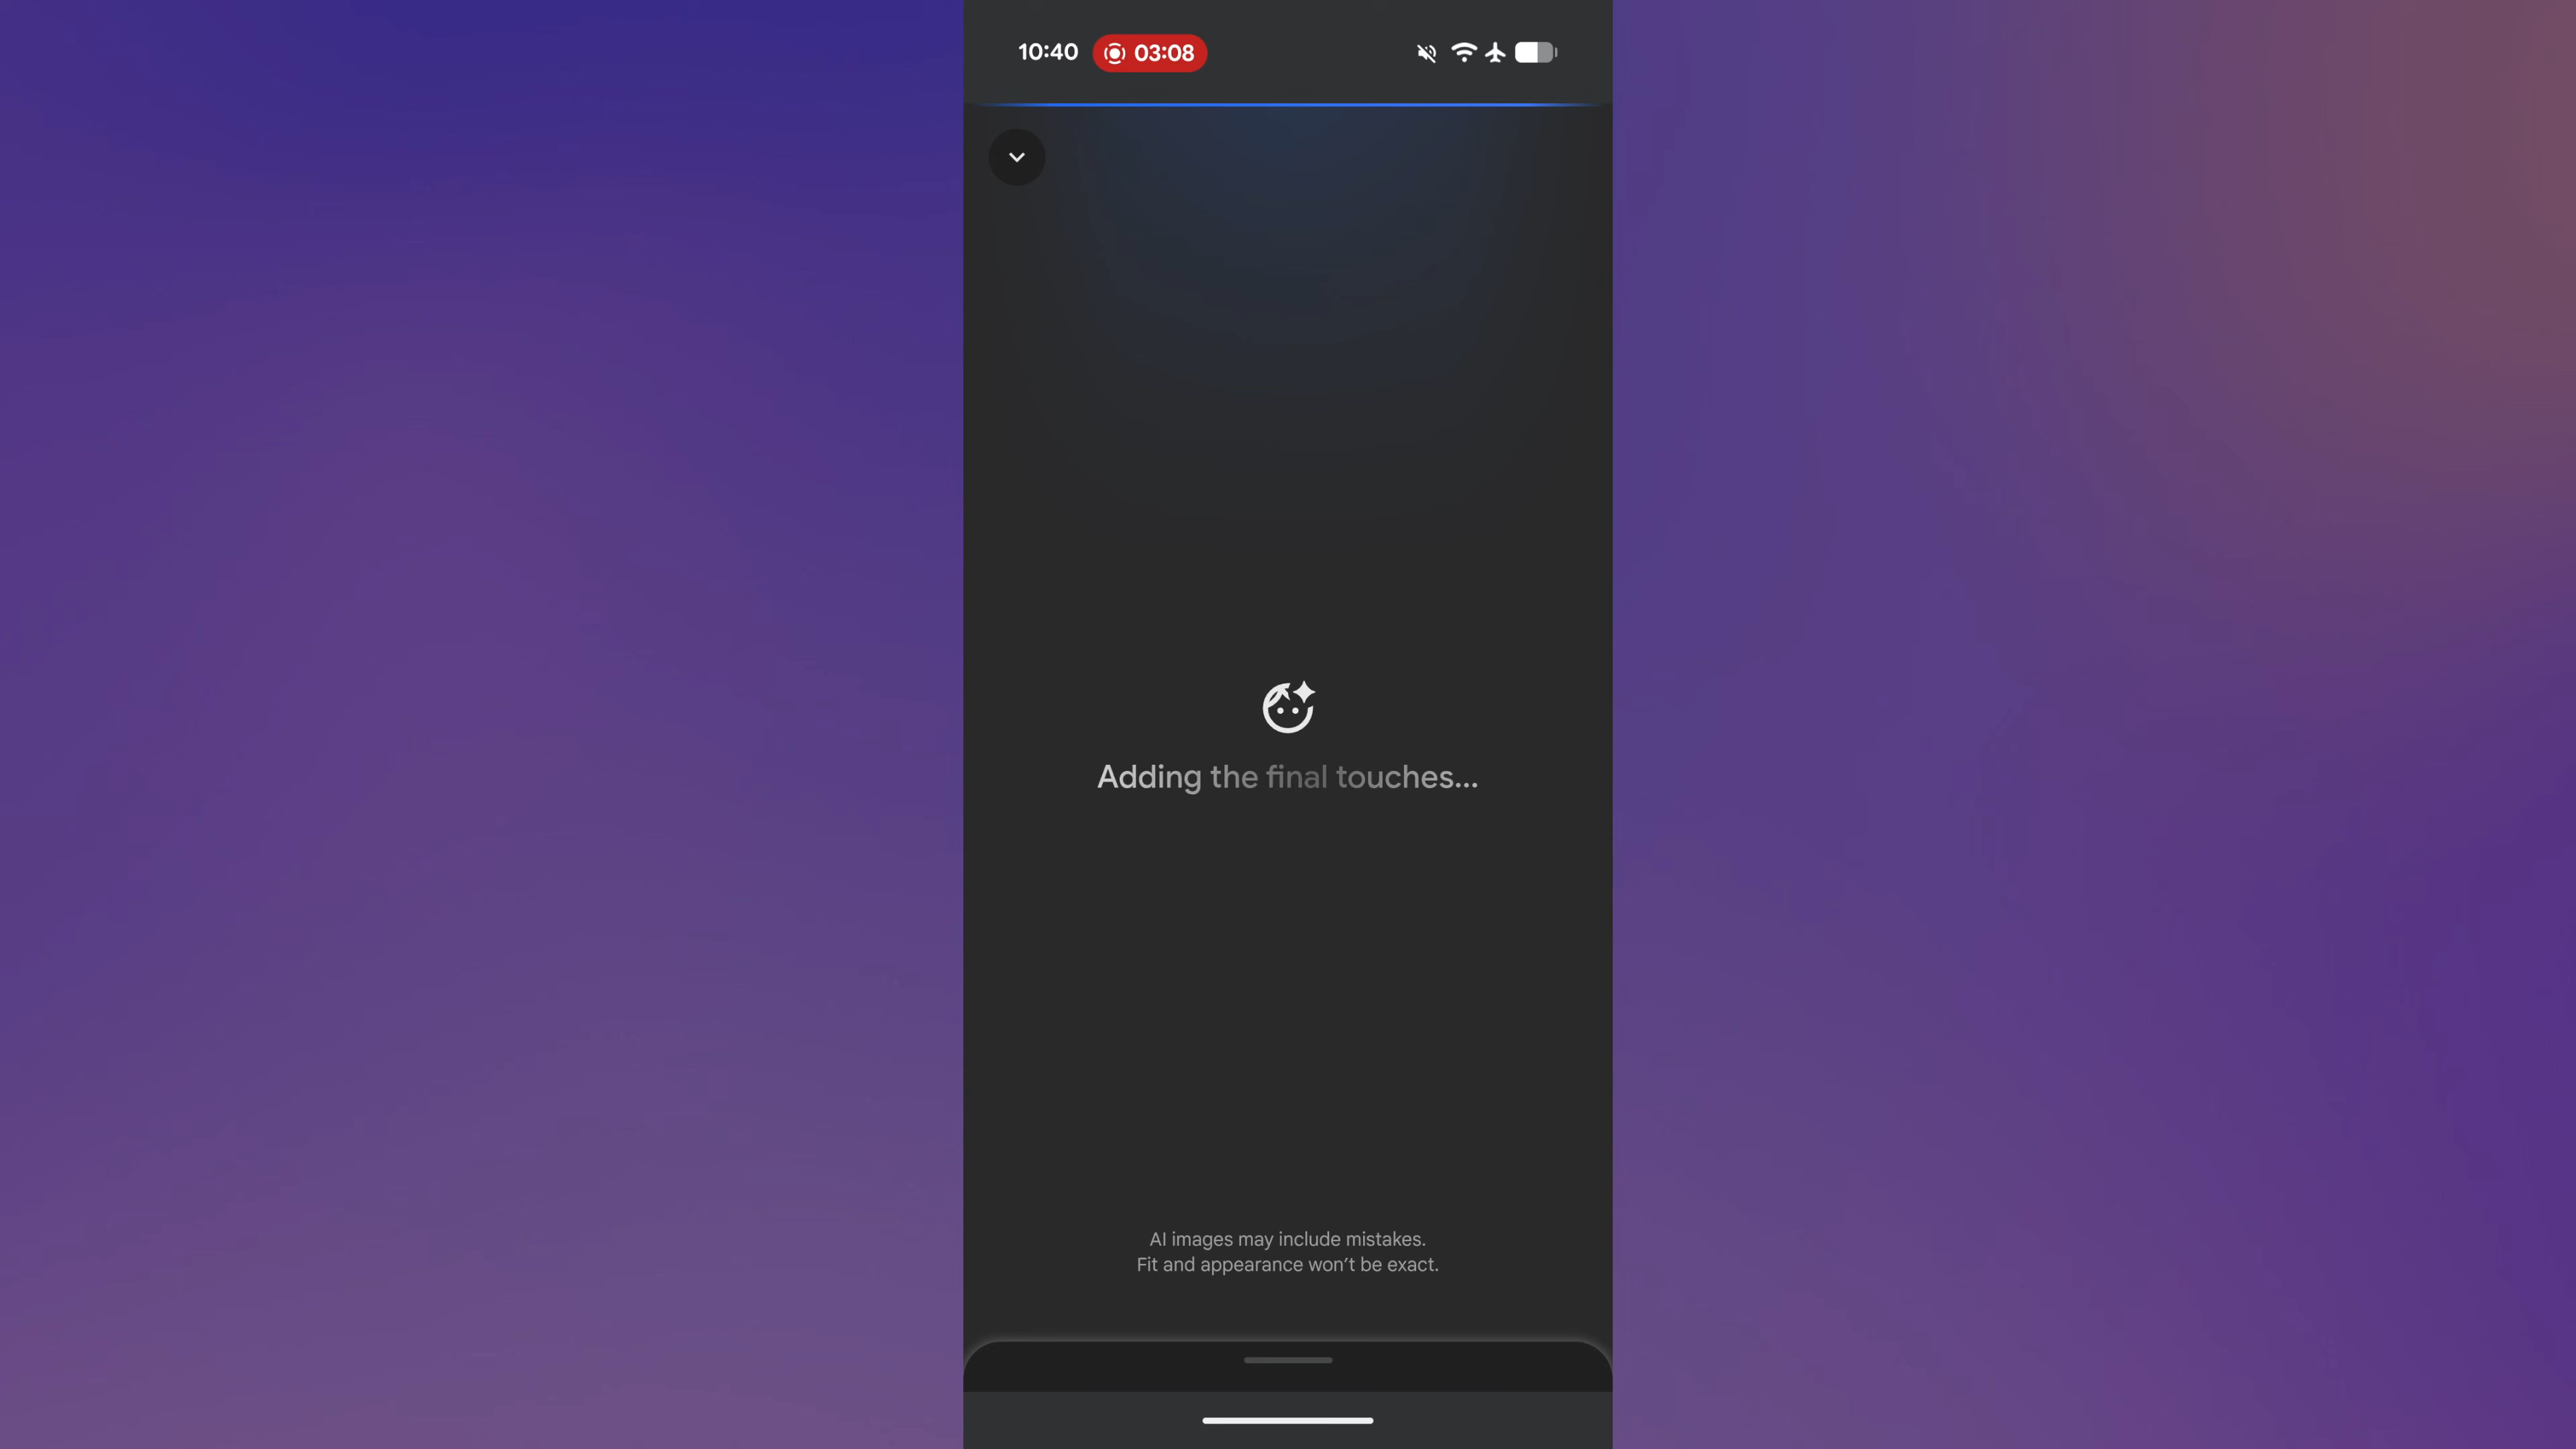 10:40 03:08
Adding the final touches...
AI images may include mistakes.
Fit and appearance won't be exact.